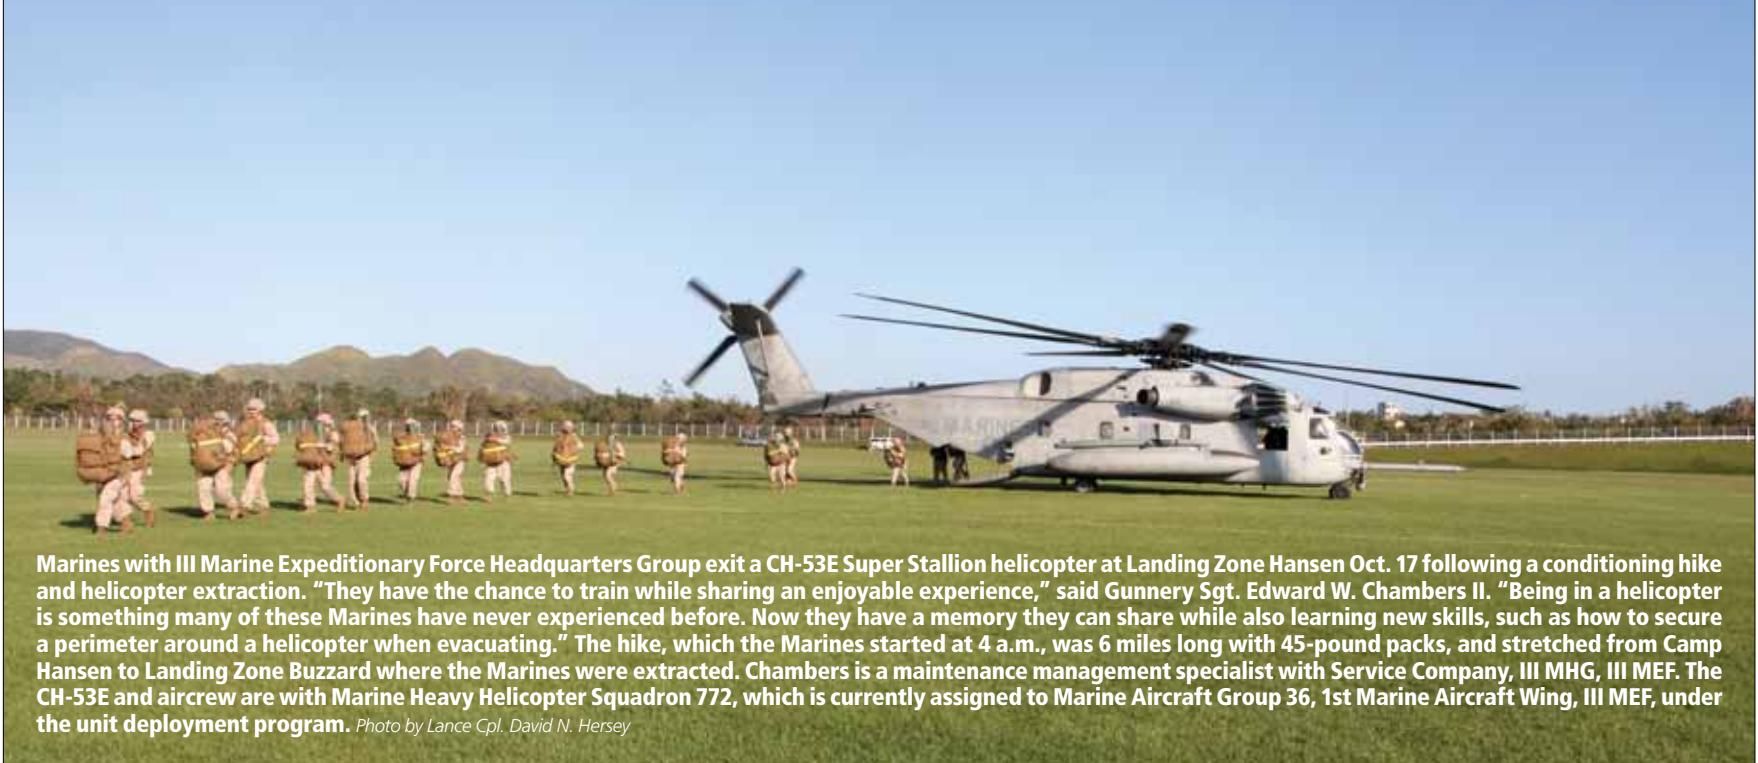 MARINES
Marines with III Marine Expeditionary Force Headquarters Group exit a CH-53E Super Stallion helicopter at Landing Zone Hansen Oct. 17 following a conditioning hike
and helicopter extraction. “They have the chance to train while sharing an enjoyable experience,” said Gunnery Sgt. Edward W. Chambers II. “Being in a helicopter
is something many of these Marines have never experienced before. Now they have a memory they can share while also learning new skills, such as how to secure
a perimeter around a helicopter when evacuating.” The hike, which the Marines started at 4 a.m., was 6 miles long with 45-pound packs, and stretched from Camp
Hansen to Landing Zone Buzzard where the Marines were extracted. Chambers is a maintenance management specialist with Service Company, III MHG, III MEF. The
CH-53E and aircrew are with Marine Heavy Helicopter Squadron 772, which is currently assigned to Marine Aircraft Group 36, 1st Marine Aircraft Wing, III MEF, under
the unit deployment program. Photo by Lance Cpl. David N. Hersey